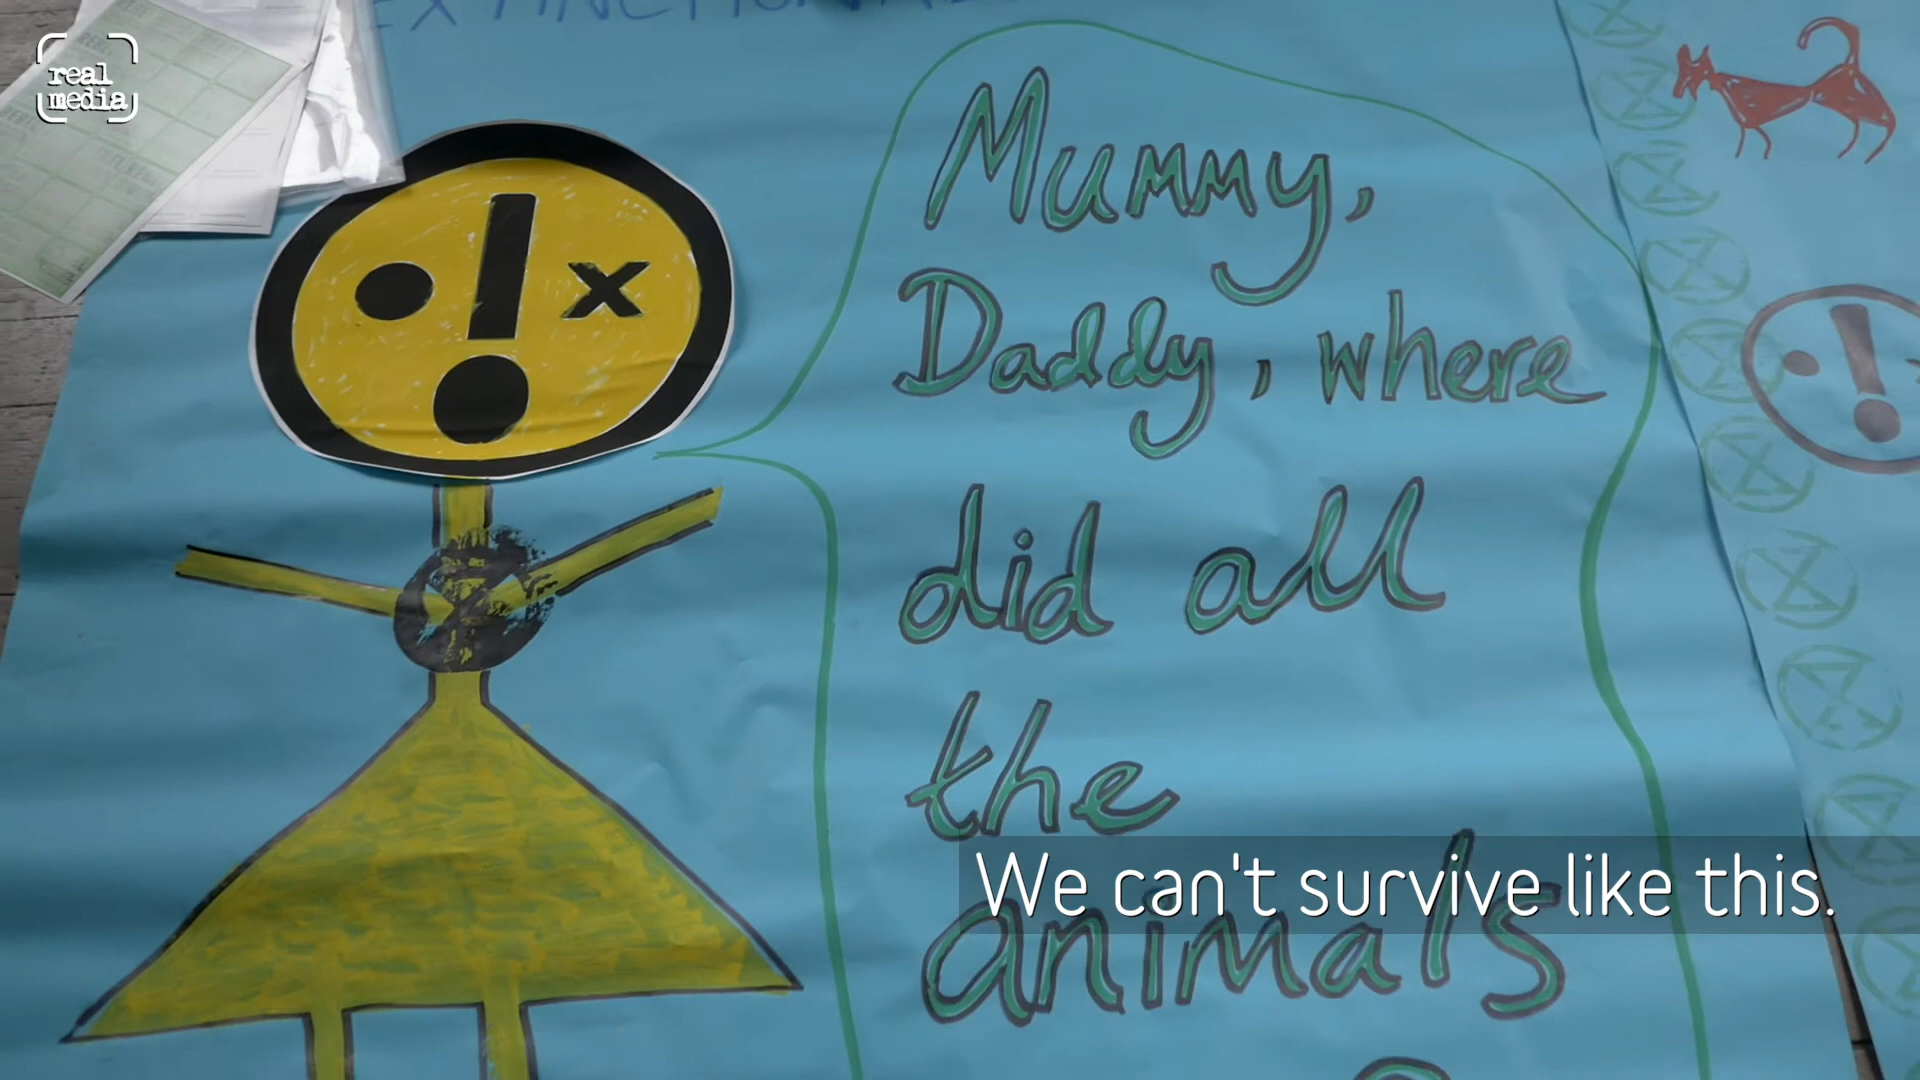 real
media
Mummy,
Daddy, where
did all
the
animals
We can't survive like this.